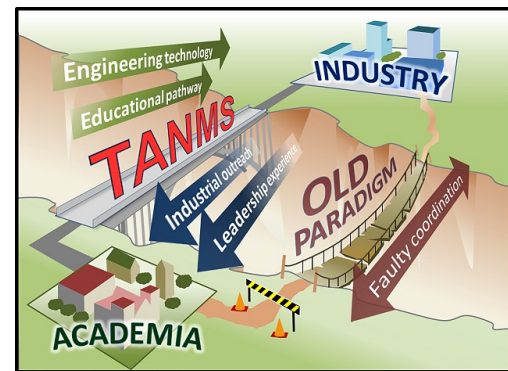 Engineering technology
Educational pathway
INDUSTRY
TANMS
Industrial outreach
Leadership experience
OLD
PARADIGM
Faulty coordination
ACADEMIA